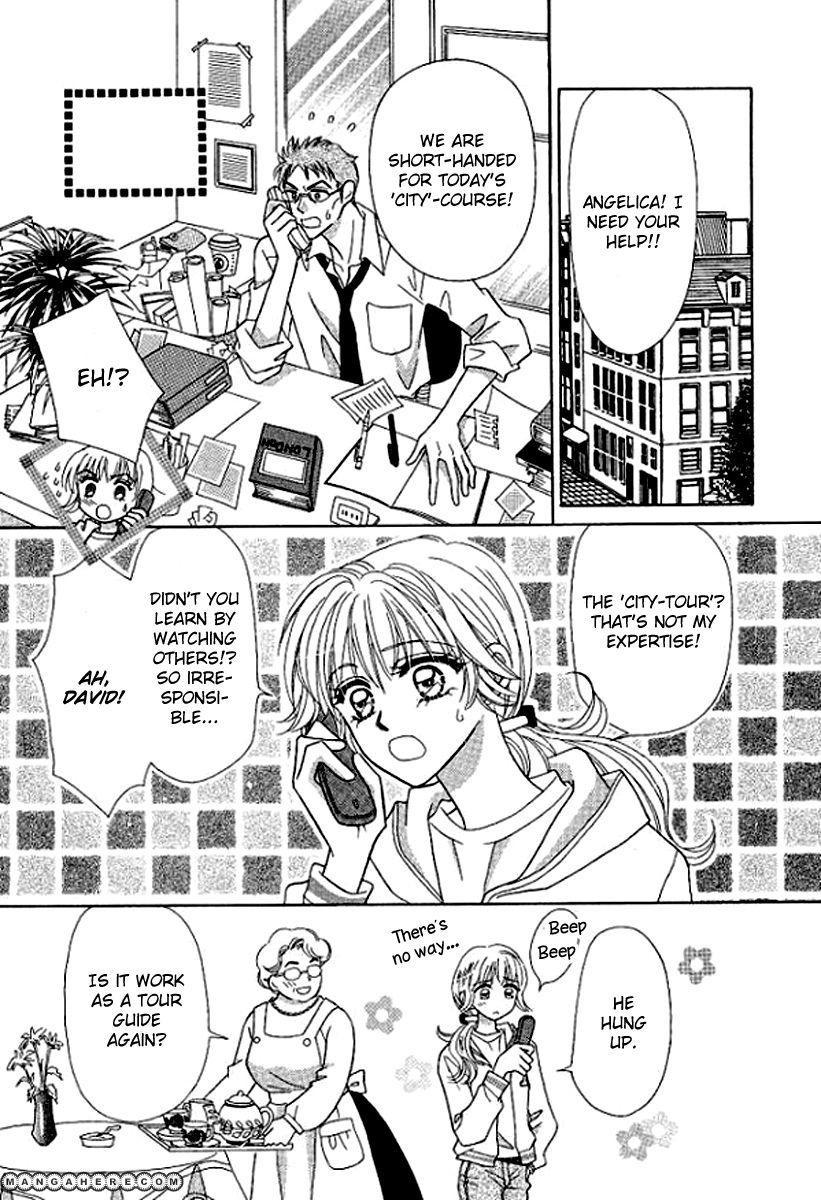 ANGELICA! I
NEED YOUR
HELP!!
WE ARE
SHORT-HANDED
FOR TODAY'S
'CITY'-COURSE!
LONDON
EH!?
THE 'CITY-TOUR'?
THAT'S NOT MY
EXPERTISE!
DIDN'T YOU
LEARN BY
WATCHING
OTHERS!?
SO IRRE-
SPONSI-
BLE...
AH,
DAVID!
HE
HUNG
UP.
Beep
Beep
There's
no way...
IS IT WORK
AS A TOUR
GUIDE
AGAIN?
MANGAHERE.COM